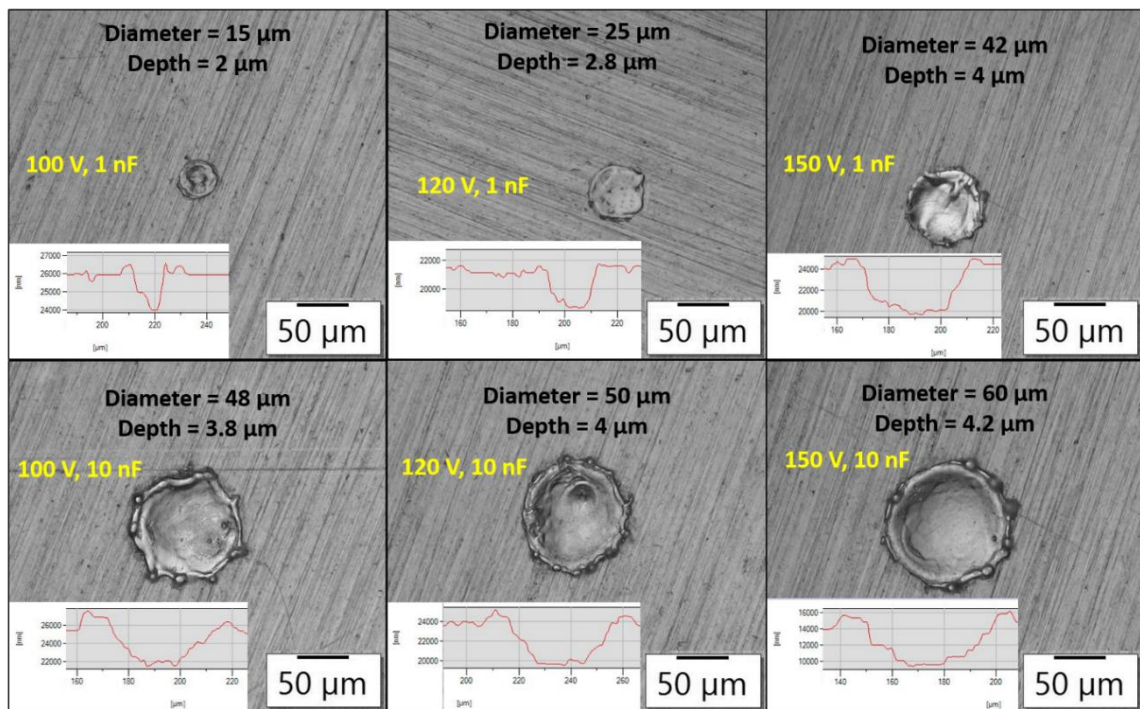 Diameter = 15 µm
Depth = 2 µm
100 V, 1 nF
27000
26000
25000
24000
[nm]
200
220
240
[µm]
50 µm
Diameter = 25 µm
Depth = 2.8 µm
120 V, 1 nF
22000
20000
[nm]
160
180
200
220
[µm]
50 µm
Diameter = 42 µm
Depth = 4 µm
150 V, 1 nF
24000
22000
20000
[nm]
160
180
200
220
[µm]
50 µm
Diameter = 48 µm
Depth = 3.8 µm
100 V, 10 nF
26000
24000
22000
[nm]
160
180
200
220
[µm]
50 µm
Diameter = 50 µm
Depth = 4 µm
120 V, 10 nF
24000
22000
20000
[nm]
200
220
240
260
[µm]
50 µm
Diameter = 60 µm
Depth = 4.2 µm
150 V, 10 nF
16000
14000
12000
10000
[nm]
140
160
180
200
[µm]
50 µm